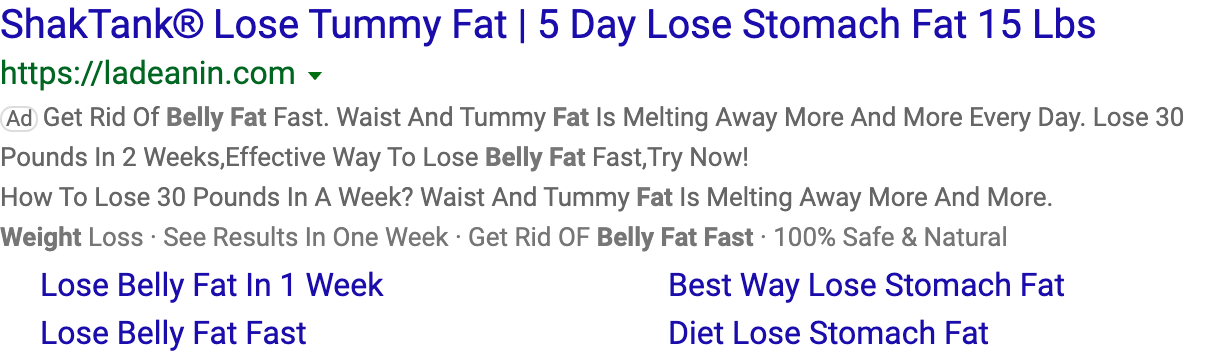 ShakTank® Lose Tummy Fat | 5 Day Lose Stomach Fat 15 Lbs
https://ladeanin.com
Ad Get Rid Of Belly Fat Fast. Waist And Tummy Fat Is Melting Away More And More Every Day. Lose 30
Pounds In 2 Weeks,Effective Way To Lose Belly Fat Fast,Try Now!
How To Lose 30 Pounds In A Week? Waist And Tummy Fat Is Melting Away More And More.
Weight Loss · See Results In One Week · Get Rid OF Belly Fat Fast · 100% Safe & Natural
Lose Belly Fat In 1 Week Best Way Lose Stomach Fat
Lose Belly Fat Fast Diet Lose Stomach Fat